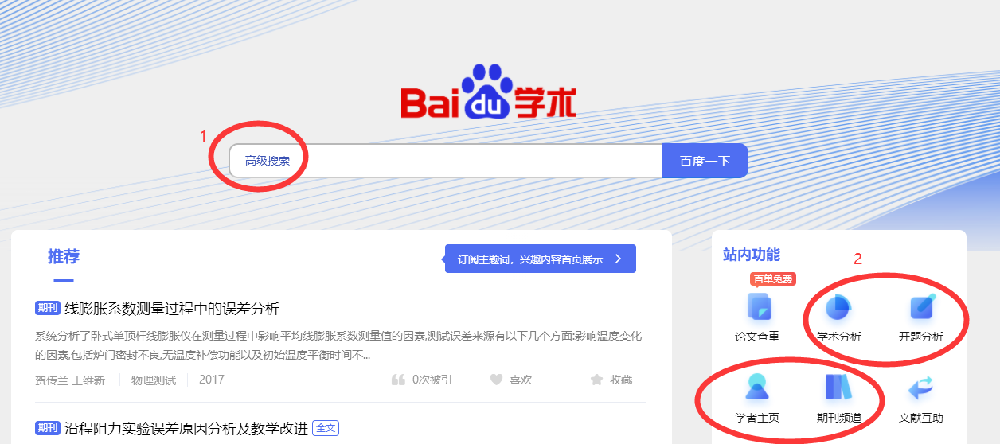 Baidu学术
1
高级搜索
百度一下
推荐
订阅主题词，兴趣内容首页展示
期刊 线膨胀系数测量过程中的误差分析
系统分析了卧式单顶杆线膨胀仪在测量过程中影响平均线膨胀系数测量值的因素,测试误差来源有以下几个方面:影响温度变化
的因素,包括炉门密封不良,无温度补偿功能以及初始温度平衡时间不...
贺传兰 王维新 物理测试 2017 0次被引 喜欢 收藏
期刊 沿程阻力实验误差原因分析及教学改进 全文
站内功能
2
首单免费
论文查重 学术分析 开题分析
学者主页 期刊频道 文献互助